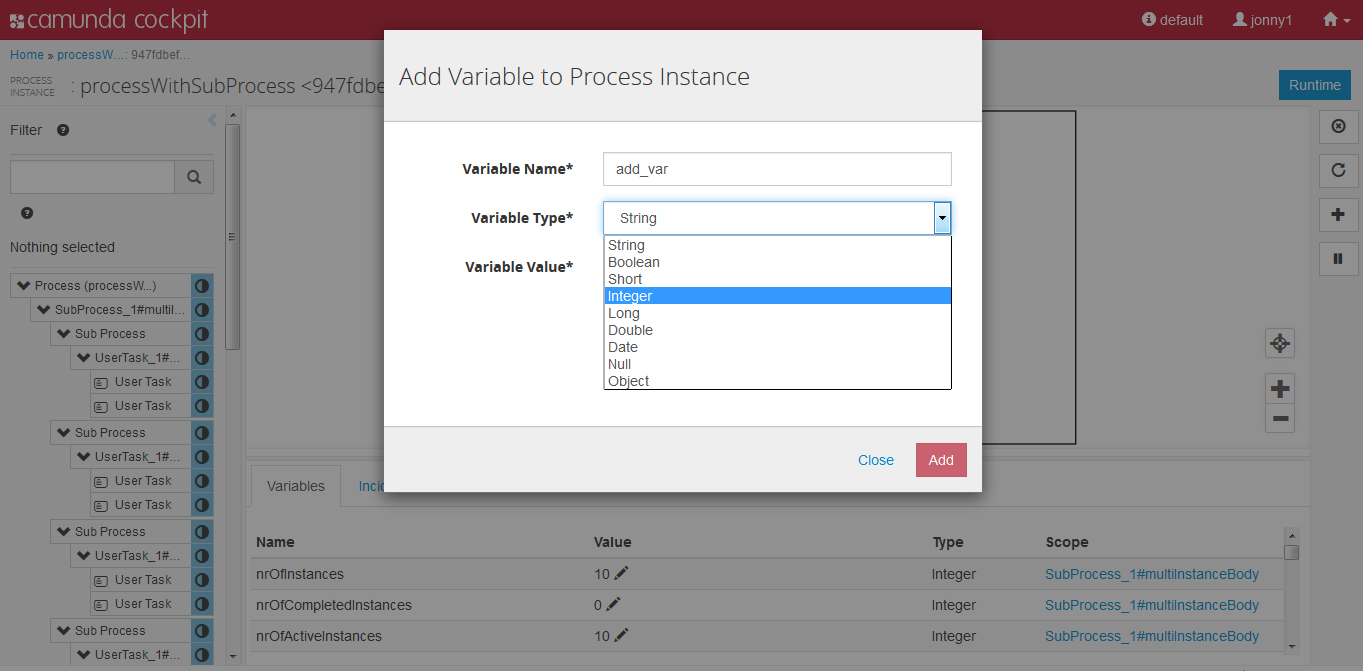 camunda cockpit
default
jonny1
Home » processW...: 947fdbef...
PROCESS INSTANCE : processWithSubProcess <947fdbe
Runtime
Filter
Nothing selected
Process (processW...)
SubProcess_1#multil...
Sub Process
UserTask_1#...
User Task
User Task
Sub Process
UserTask_1#...
User Task
User Task
Sub Process
UserTask_1#...
User Task
User Task
Sub Process
UserTask_1#...
Add Variable to Process Instance
Variable Name* add_var
Variable Type* String
String
Boolean
Short
Integer
Long
Double
Date
Null
Object
Variable Value*
Close Add
Variables
Name Value Type Scope
nrOfInstances 10 Integer SubProcess_1#multiInstanceBody
nrOfCompletedInstances 0 Integer SubProcess_1#multiInstanceBody
nrOfActiveInstances 10 Integer SubProcess_1#multiInstanceBody